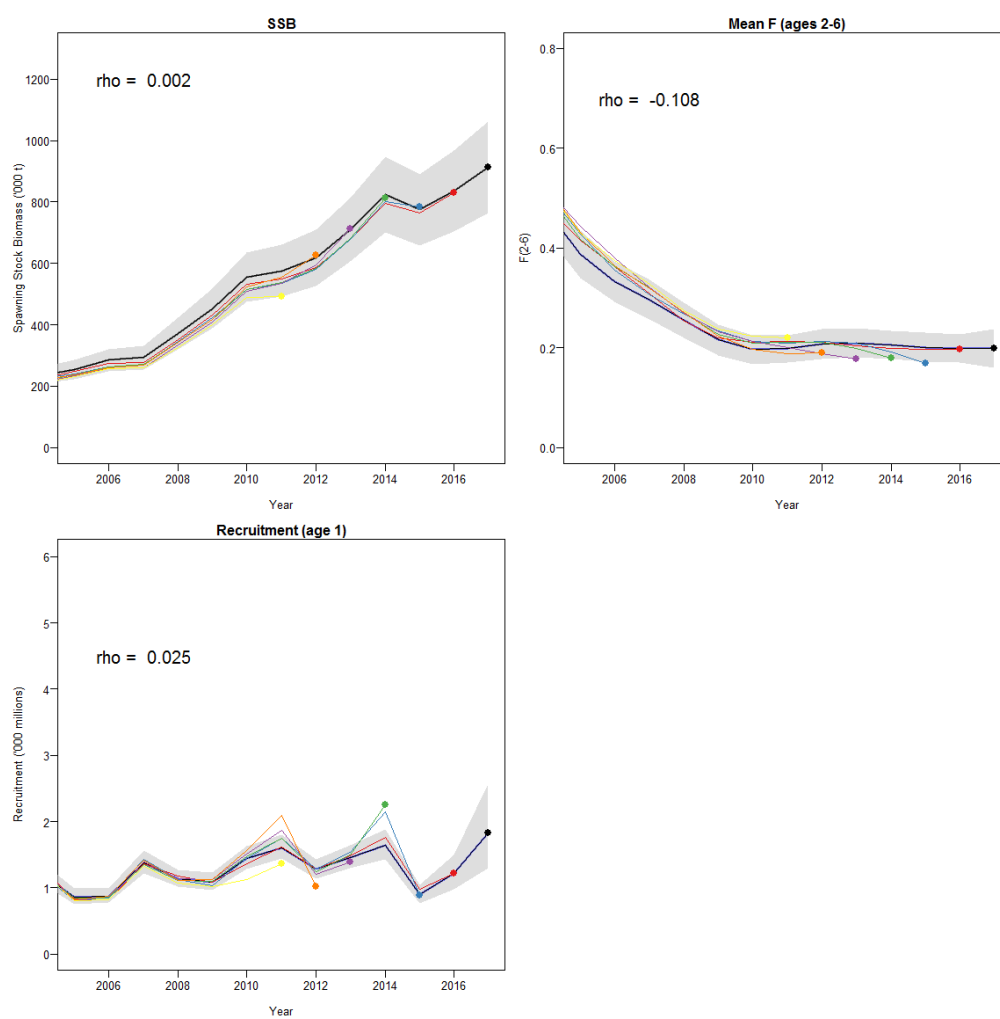 SSB
rho = 0.002
Spawning Stock Biomass ('000 t)
1200
1000
800
600
400
200
0
2006 2008 2010 2012 2014 2016
Year
Mean F (ages 2-6)
rho = -0.108
F(2-6)
0.8
0.6
0.4
0.2
0.0
2006 2008 2010 2012 2014 2016
Year
Recruitment (age 1)
rho = 0.025
Recruitment ('000 millions)
6
5
4
3
2
1
0
2006 2008 2010 2012 2014 2016
Year